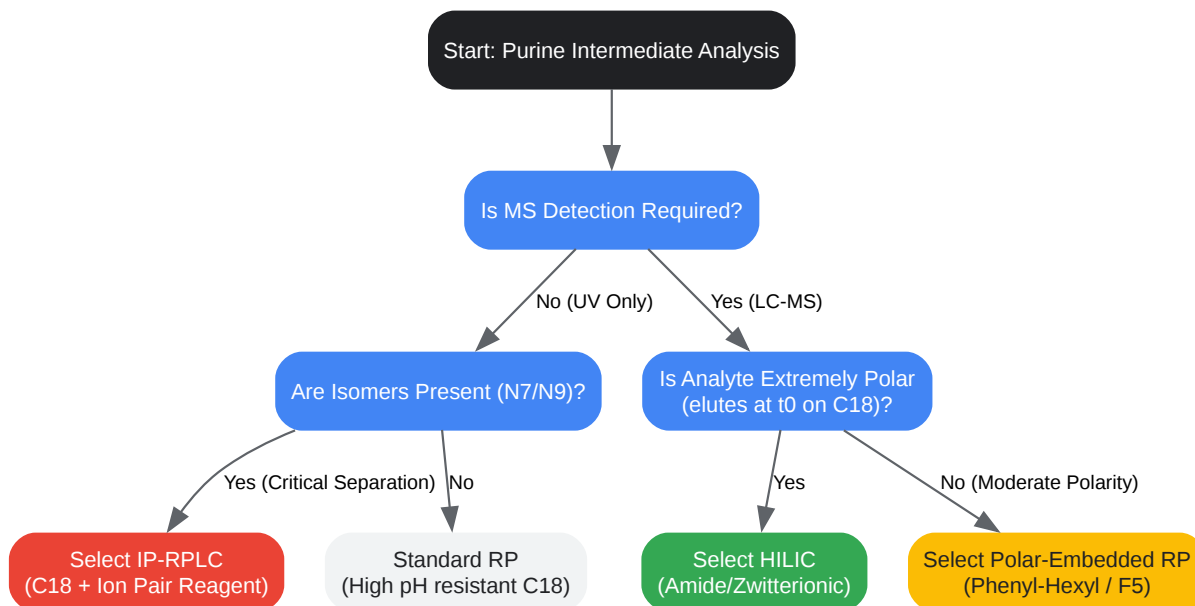 Start: Purine Intermediate Analysis
Is MS Detection Required?
No (UV Only)
Yes (LC-MS)
Are Isomers Present (N7/N9)?
Is Analyte Extremely Polar
(elutes at t0 on C18)?
Yes (Critical Separation)
No
Yes
No (Moderate Polarity)
Select IP-RPLC
(C18 + Ion Pair Reagent)
Standard RP
(High pH resistant C18)
Select HILIC
(Amide/Zwitterionic)
Select Polar-Embedded RP
(Phenyl-Hexyl / F5)